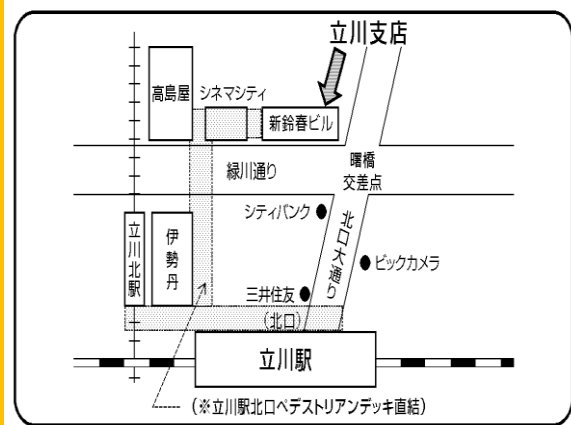 立川支店
高島屋
シネマシティ
新鈴春ビル
緑川通り
曙橋
交差点
シティバンク
北口大通り
立川北駅
伊勢丹
ビックカメラ
三井住友
(北口)
立川駅
(※立川駅北口ペデストリアンデッキ直結)